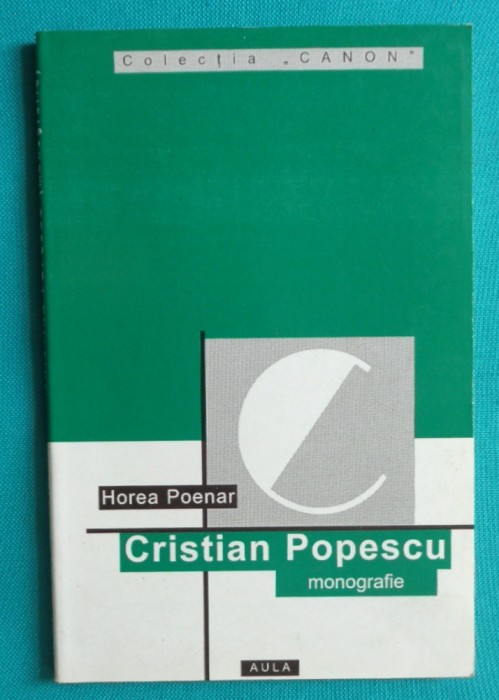 Colecția „CANON”
Horea Poenar
Cristian Popescu
monografie
AULA